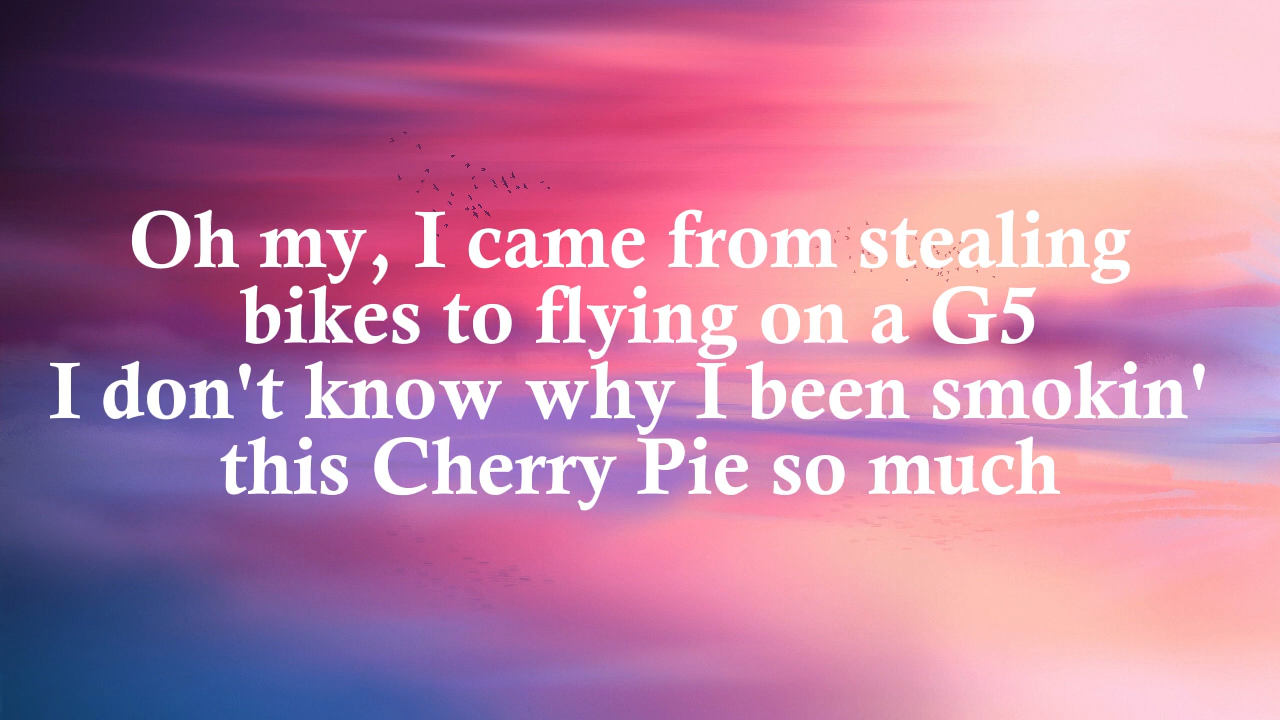 Oh my, I came from stealing
bikes to flying on a G5
I don't know why I been smokin'
this Cherry Pie so much